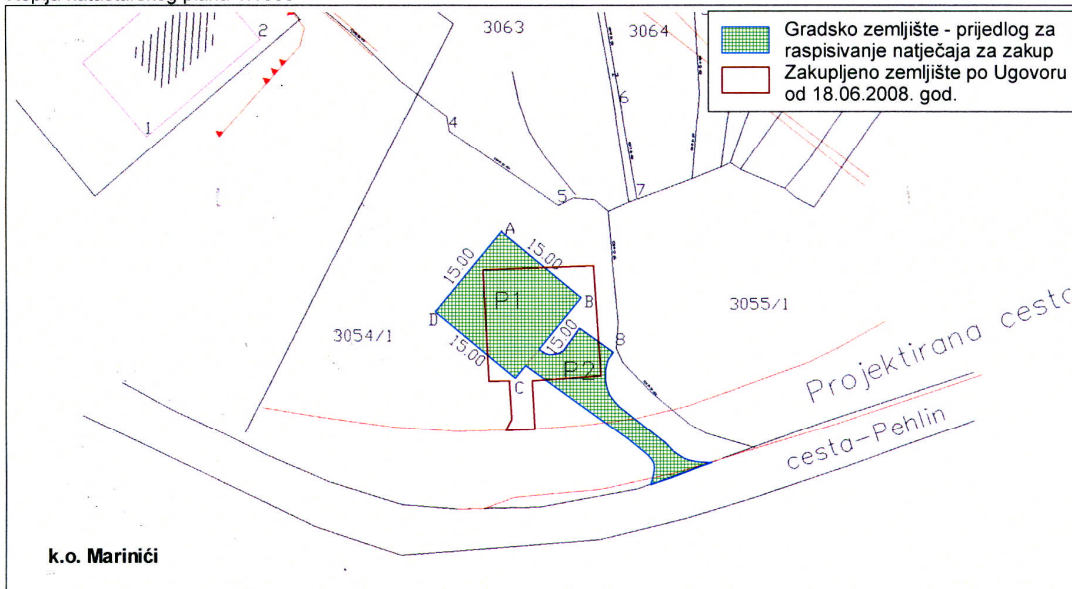 3063
3064
Gradsko zemljište - prijedlog za
raspisivanje natječaja za zakup
Zakupljeno zemljište po Ugovoru
od 18.06.2008. god.
2
1
4
6
5
7
A
15.00
15.00
B
P1
D
15.00
15.00
C
P2
8
3054/1
3055/1
Projektirana cesta
cesta-Pehlin
k.o. Marinići